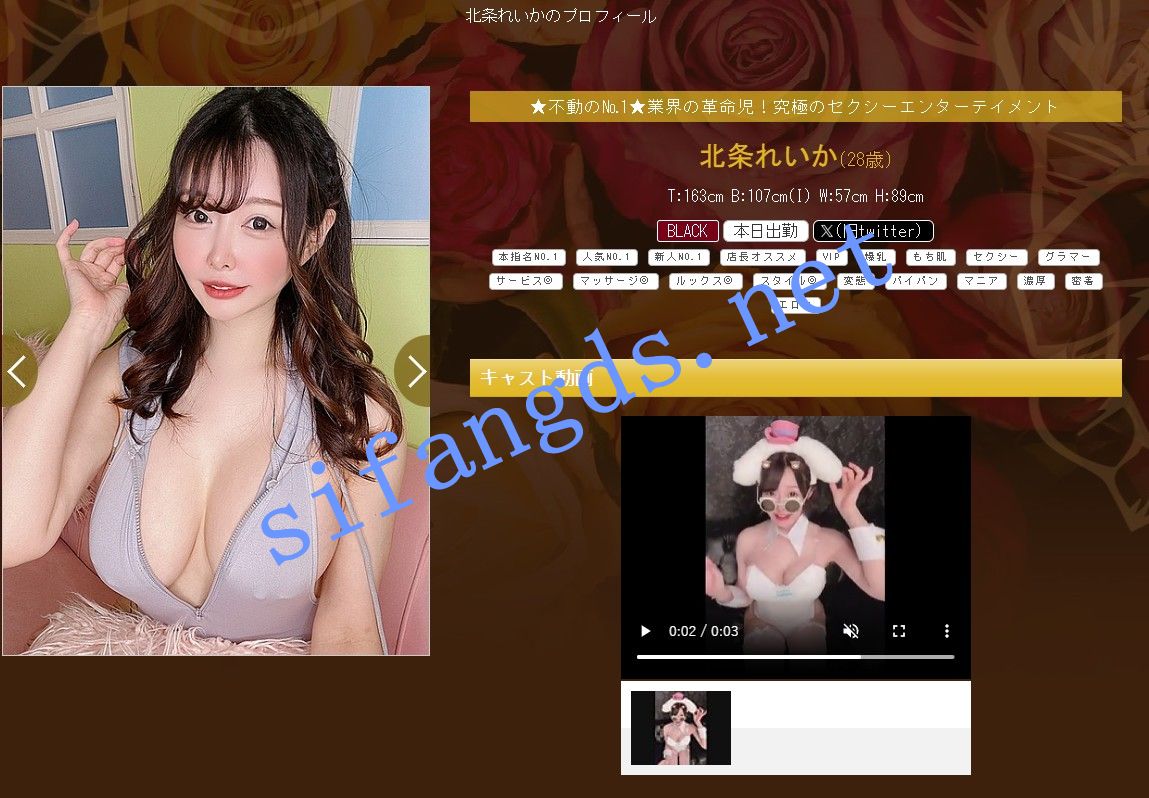 北条れいかのプロフィール
★不動の№1★業界の革命児！究極のセクシーエンターテイメント
北条れいか(28歳)
T:163cm B:107cm(I) W:57cm H:89cm
BLACK 本日出勤 X(旧twitter)
本指名NO.1 人気NO.1 新人NO.1 店長オススメ VIP 爆乳 もち肌 セクシー グラマー
サービス◎ マッサージ◎ ルックス◎ スタイル◎ 変態 パイパン マニア 濃厚 密着
エロ
キャスト動画
sifangds.net
0:02 / 0:03